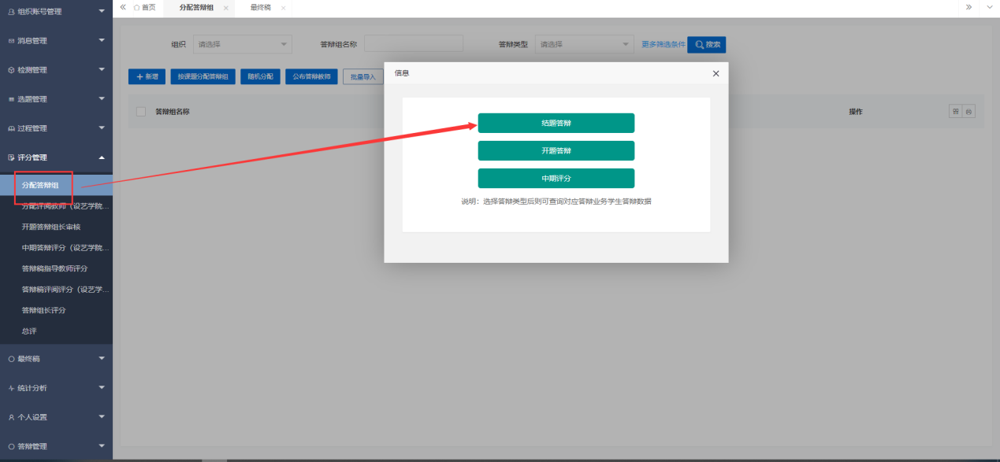 组织账号管理
消息管理
检测管理
选题管理
过程管理
评分管理
分配答辩组
分配评阅教师（设艺学院...
开题答辩组长审核
中期答辩评分（设艺学院...
答辩稿指导教师评分
答辩稿评阅评分（设艺学...
答辩组长评分
总评
最终稿
统计分析
个人设置
答辩管理
首页 分配答辩组 最终稿
组织 请选择 答辩组名称 答辩类型 请选择 更多筛选条件 搜索
新增 按课题分配答辩组 随机分配 公布答辩教师 批量导入
答辩组名称 操作
信息
结题答辩
开题答辩
中期评分
说明：选择答辩类型后则可查询对应答辩业务学生答辩数据